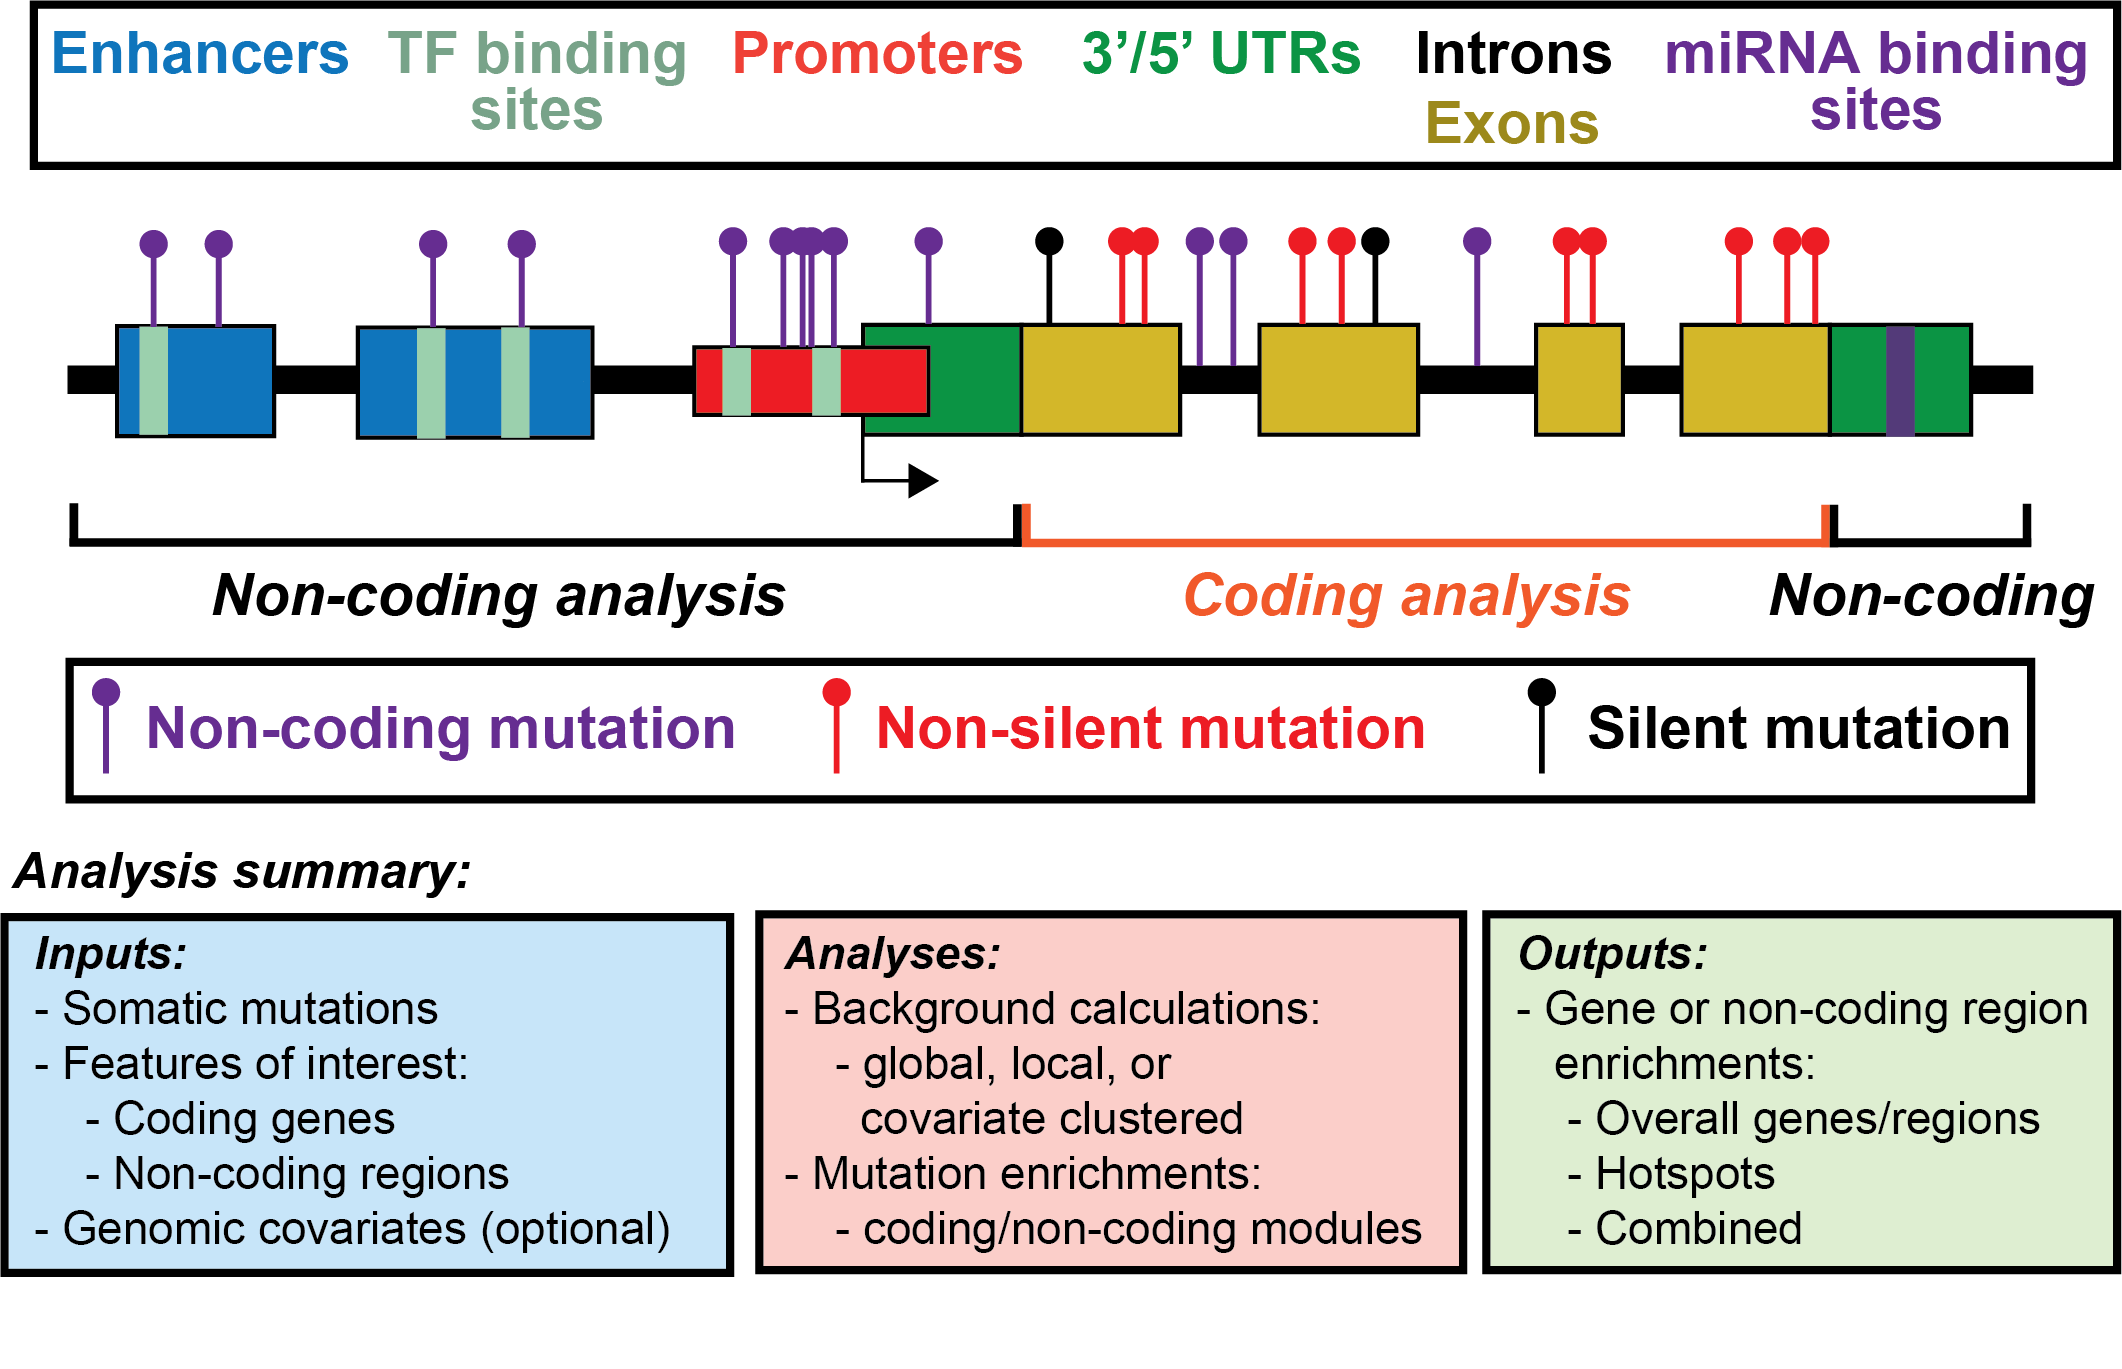 Enhancers TF binding sites Promoters 3’/5’ UTRs Introns Exons miRNA binding sites
Non-coding analysis Coding analysis Non-coding
Non-coding mutation Non-silent mutation Silent mutation
Analysis summary:
Inputs:
- Somatic mutations
- Features of interest:
- Coding genes
- Non-coding regions
- Genomic covariates (optional)
Analyses:
- Background calculations:
- global, local, or
covariate clustered
- Mutation enrichments:
- coding/non-coding modules
Outputs:
- Gene or non-coding region
enrichments:
- Overall genes/regions
- Hotspots
- Combined